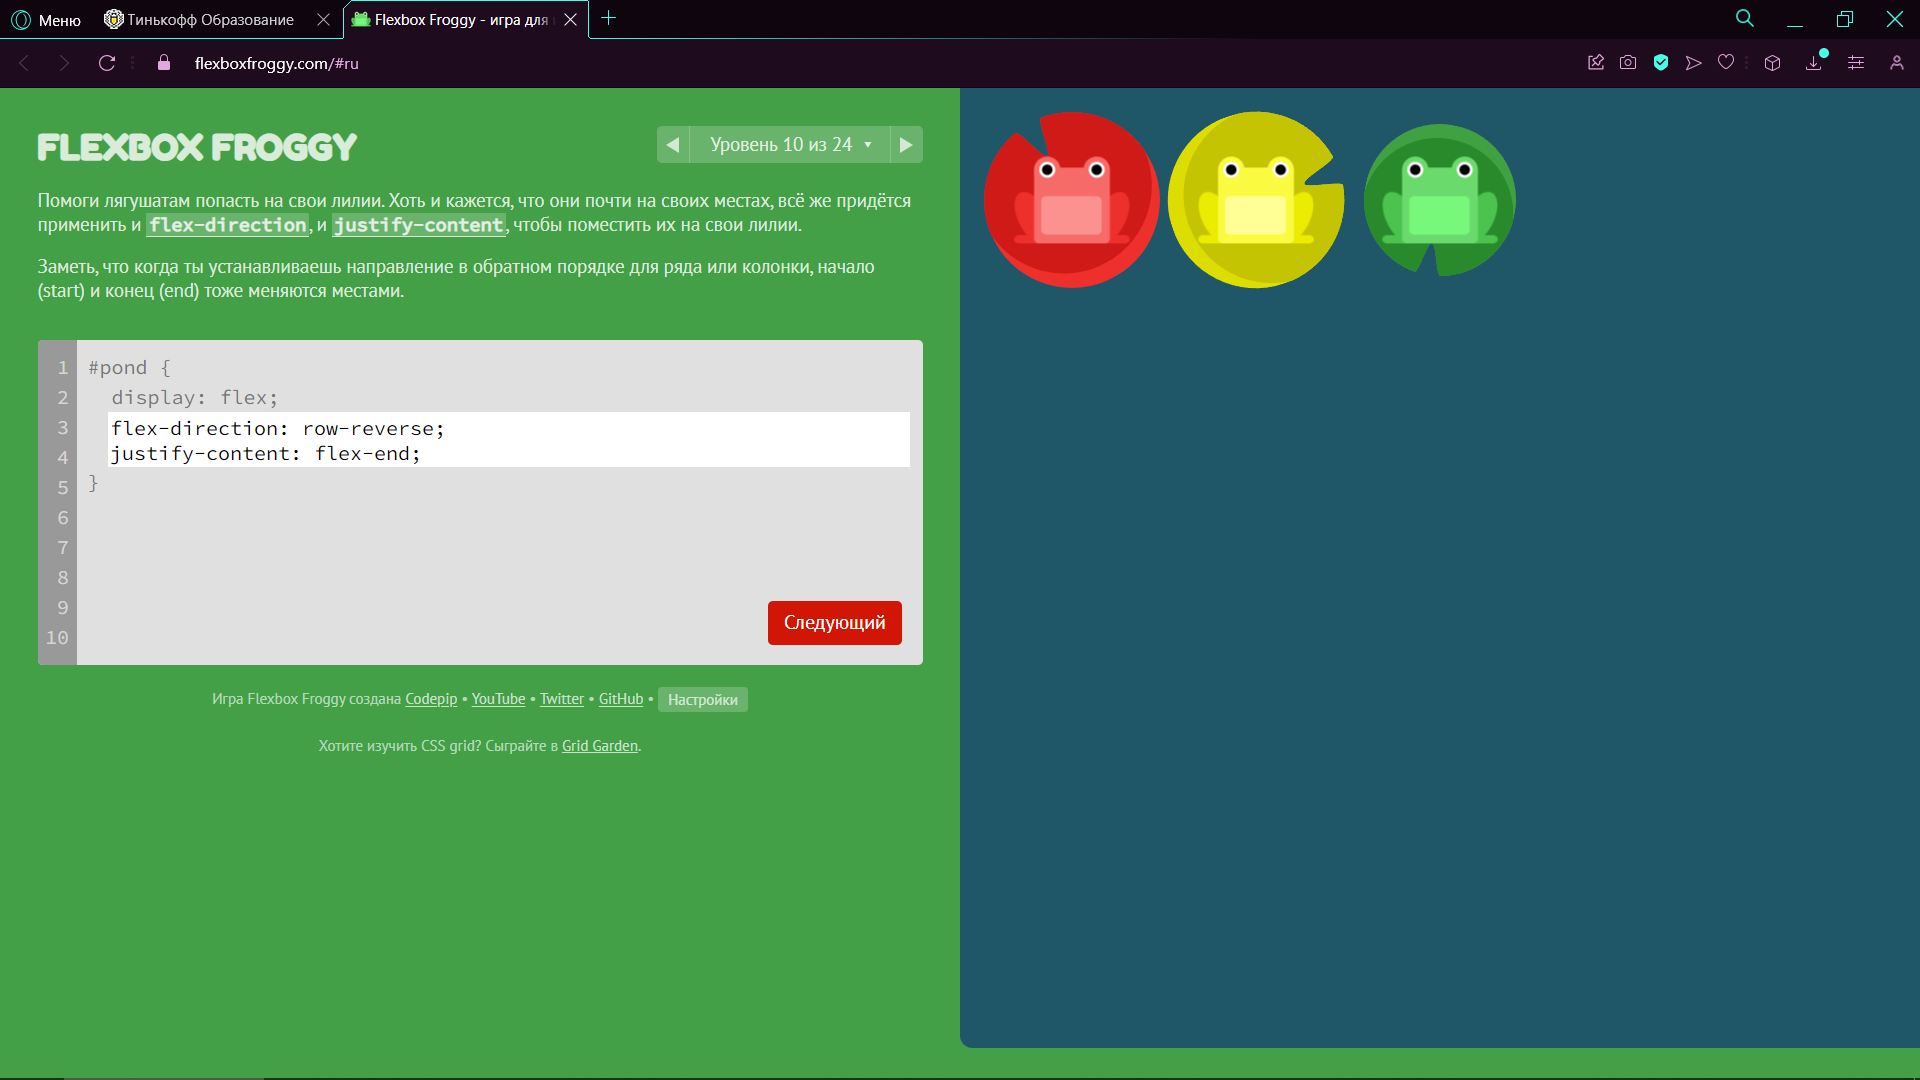 Меню
Тинькофф Образование
Flexbox Froggy - игра для
flexboxfroggy.com/#ru
FLEXBOX FROGGY
Уровень 10 из 24
Помоги лягушатам попасть на свои лилии. Хоть и кажется, что они почти на своих местах, всё же придётся
применить и flex-direction, и justify-content, чтобы поместить их на свои лилии.
Заметь, что когда ты устанавливаешь направление в обратном порядке для ряда или колонки, начало
(start) и конец (end) тоже меняются местами.
1 #pond {
2 display: flex;
3 flex-direction: row-reverse;
4 justify-content: flex-end;
5 }
6
7
8
9
10
Следующий
Игра Flexbox Froggy создана Codepip • YouTube • Twitter • GitHub • Настройки
Хотите изучить CSS grid? Сыграйте в Grid Garden.